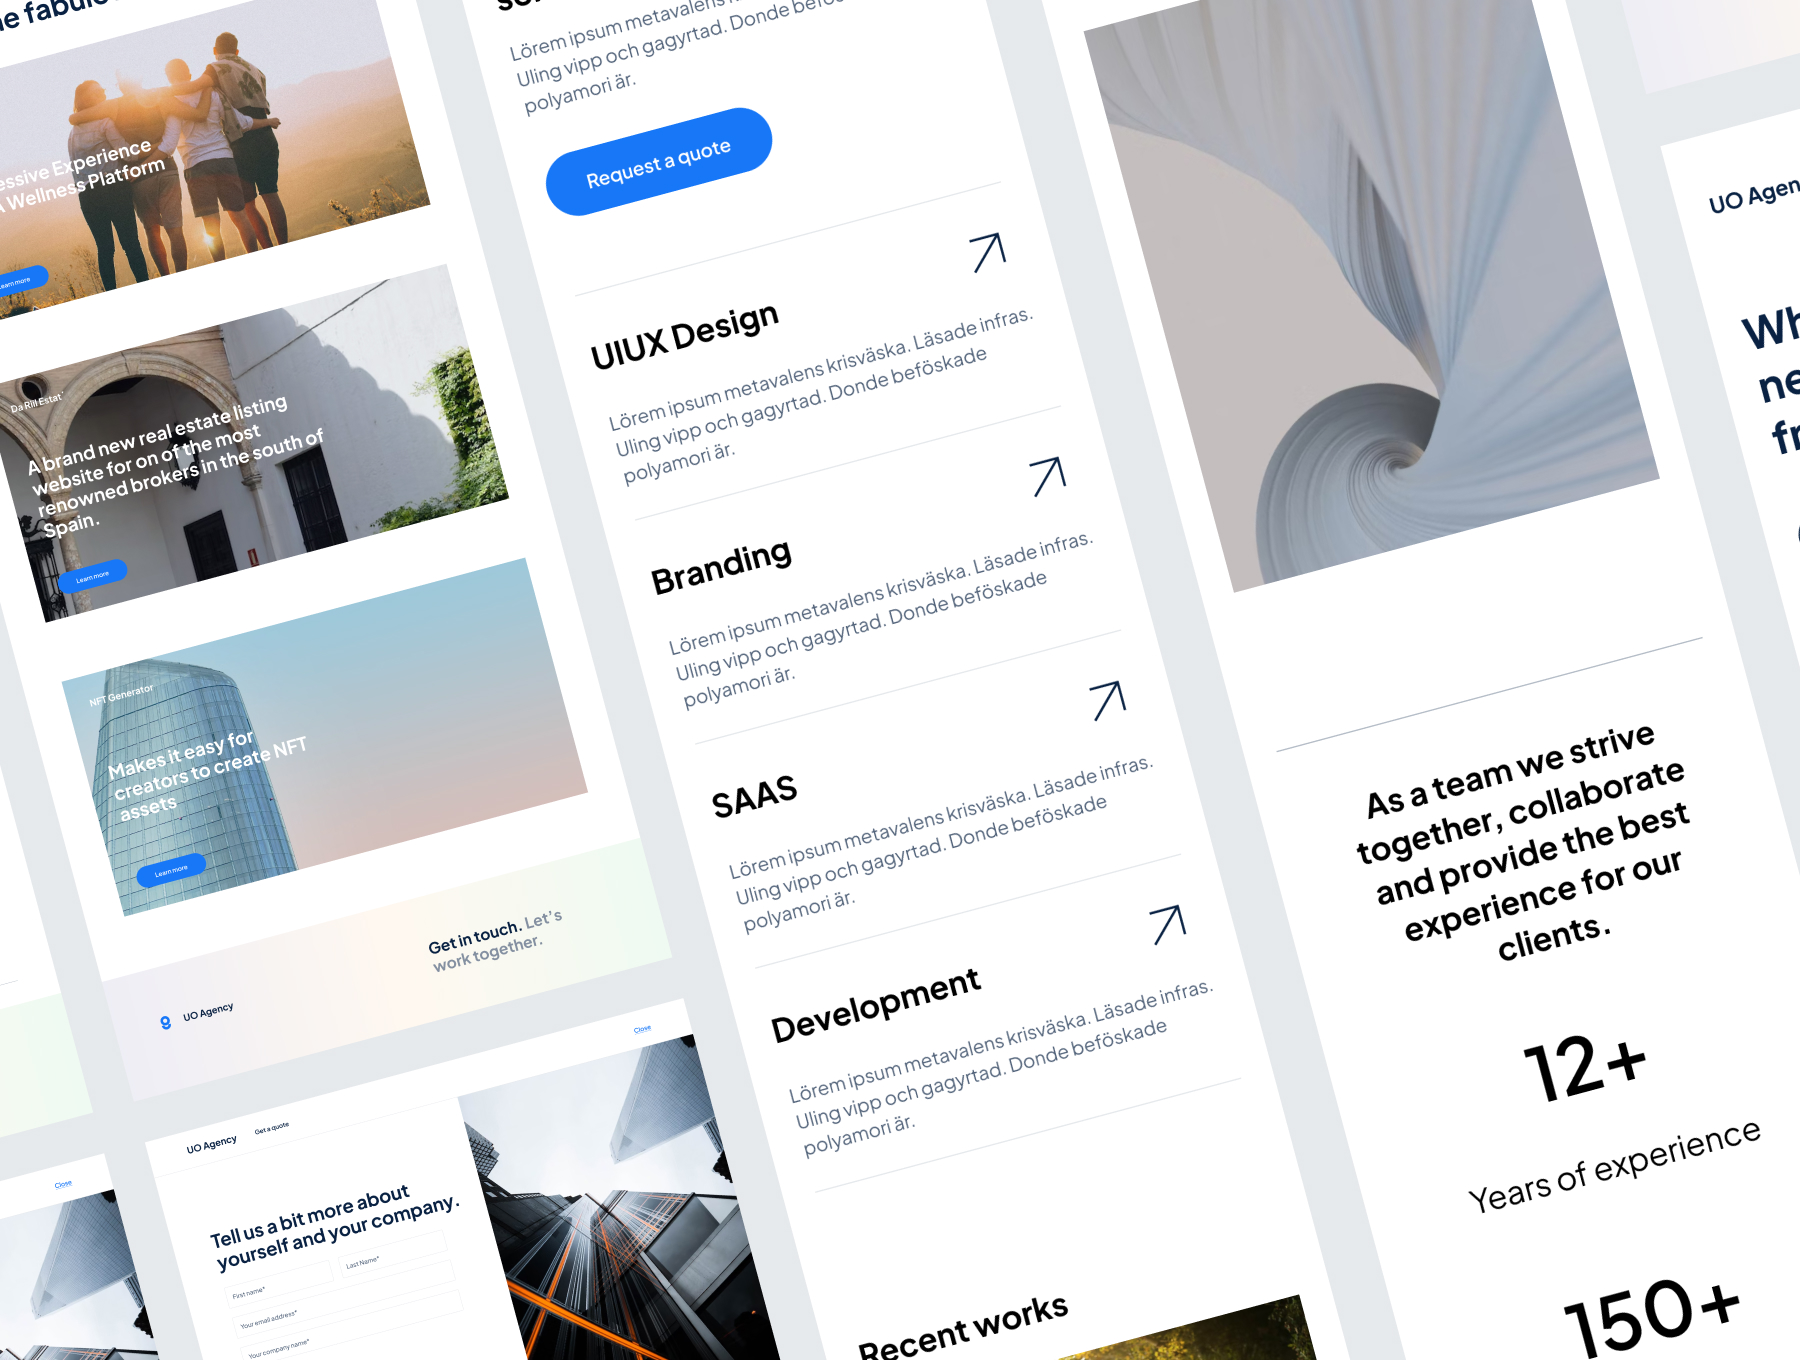 he fabulo
essive Experience
A Wellness Platform
Learn more
Da Rill Estat'
A brand new real estate listing
website for on of the most
renowned brokers in the south of
Spain.
Learn more
NFT Generator
Makes it easy for
creators to create NFT
assets
Learn more
Get in touch. Let's
work together.
UO Agency
Close
Close
UO Agency
Get a quote
Tell us a bit more about
yourself and your company.
First name*
Last Name*
Your email address*
Your company name*
Lörem ipsum metavalens
Uling vipp och gagyrtad. Donde beföskade
polyamori är.
Request a quote
UIUX Design
Lörem ipsum metavalens krisväska. Läsade infras.
Uling vipp och gagyrtad. Donde beföskade
polyamori är.
Branding
Lörem ipsum metavalens krisväska. Läsade infras.
Uling vipp och gagyrtad. Donde beföskade
polyamori är.
SAAS
Lörem ipsum metavalens krisväska. Läsade infras.
Uling vipp och gagyrtad. Donde beföskade
polyamori är.
Development
Lörem ipsum metavalens krisväska. Läsade infras.
Uling vipp och gagyrtad. Donde beföskade
polyamori är.
Recent works
As a team we strive
together, collaborate
and provide the best
experience for our
clients.
12+
Years of experience
150+
UO Agen
Wh
ne
fr